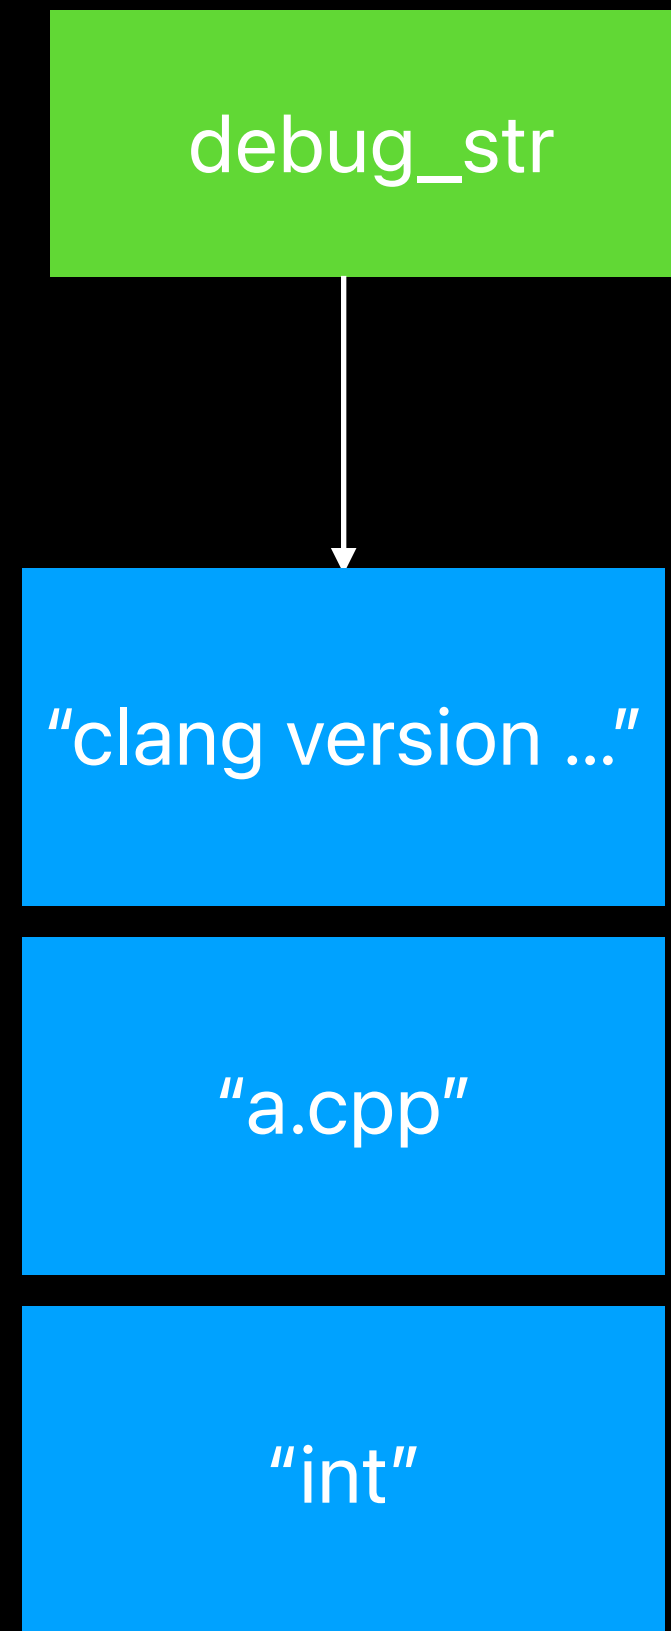 debug_str
“clang version ...”
“a.cpp”
“int”